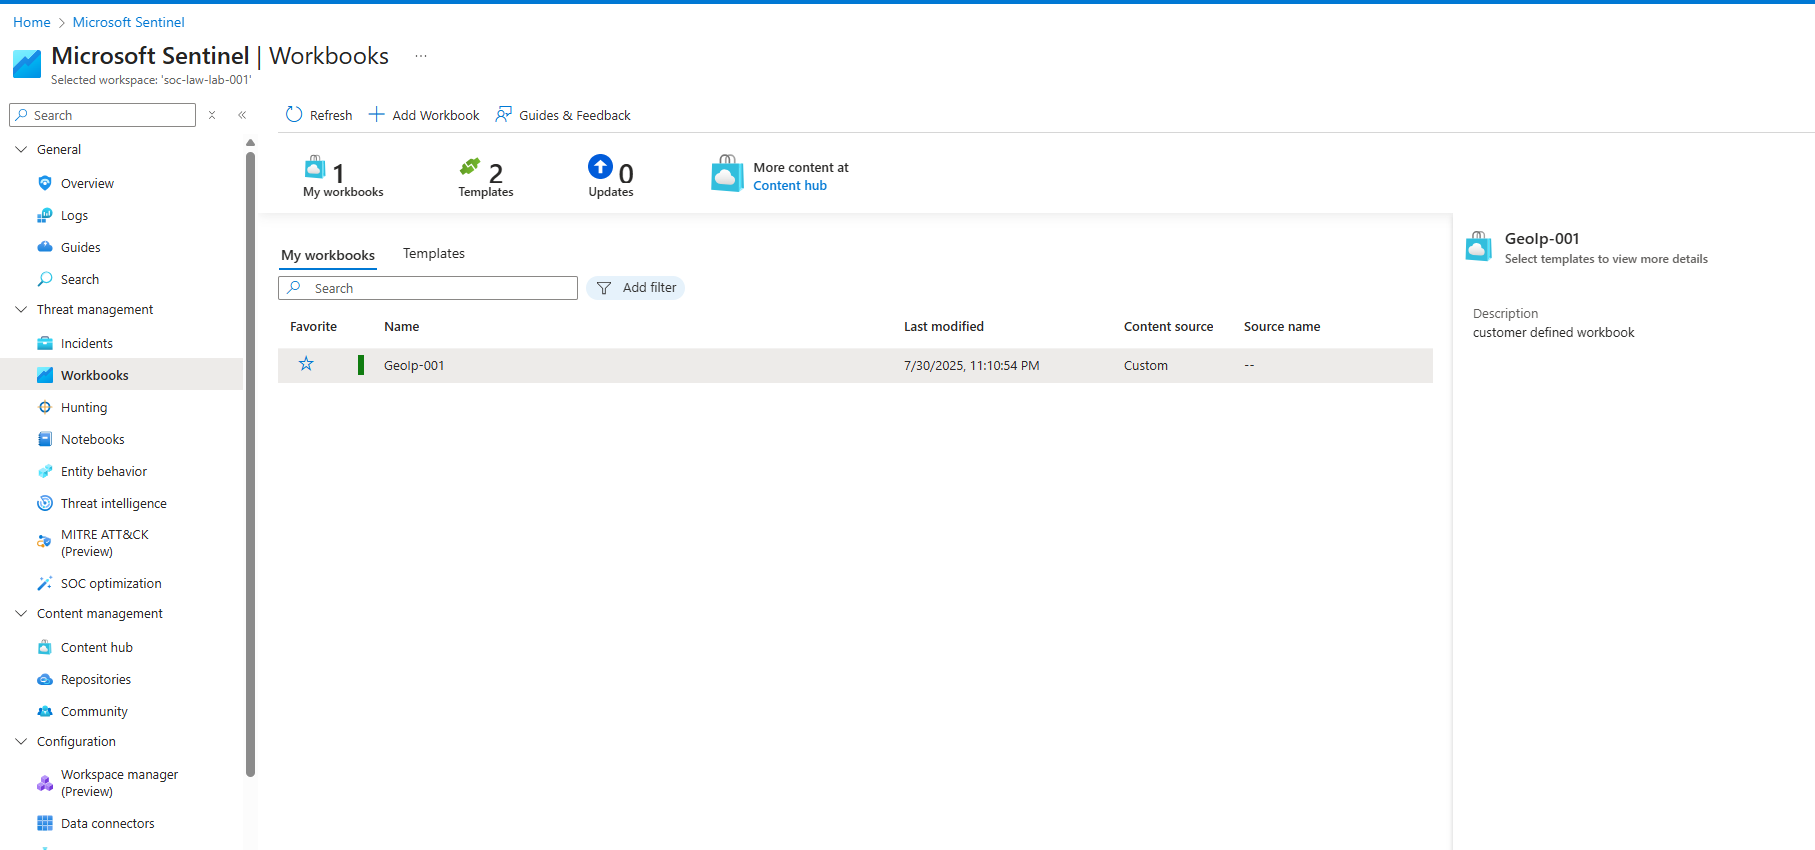 Home > Microsoft Sentinel
Microsoft Sentinel | Workbooks ...
Selected workspace: 'soc-law-lab-001'
Search
Refresh
Add Workbook
Guides & Feedback
General
Overview
Logs
Guides
Search
Threat management
Incidents
Workbooks
Hunting
Notebooks
Entity behavior
Threat intelligence
MITRE ATT&CK
(Preview)
SOC optimization
Content management
Content hub
Repositories
Community
Configuration
Workspace manager
(Preview)
Data connectors
1
My workbooks
2
Templates
0
Updates
More content at
Content hub
My workbooks
Templates
Search
Add filter
Favorite Name Last modified Content source Source name
GeoIp-001 7/30/2025, 11:10:54 PM Custom --
GeoIp-001
Select templates to view more details
Description
customer defined workbook